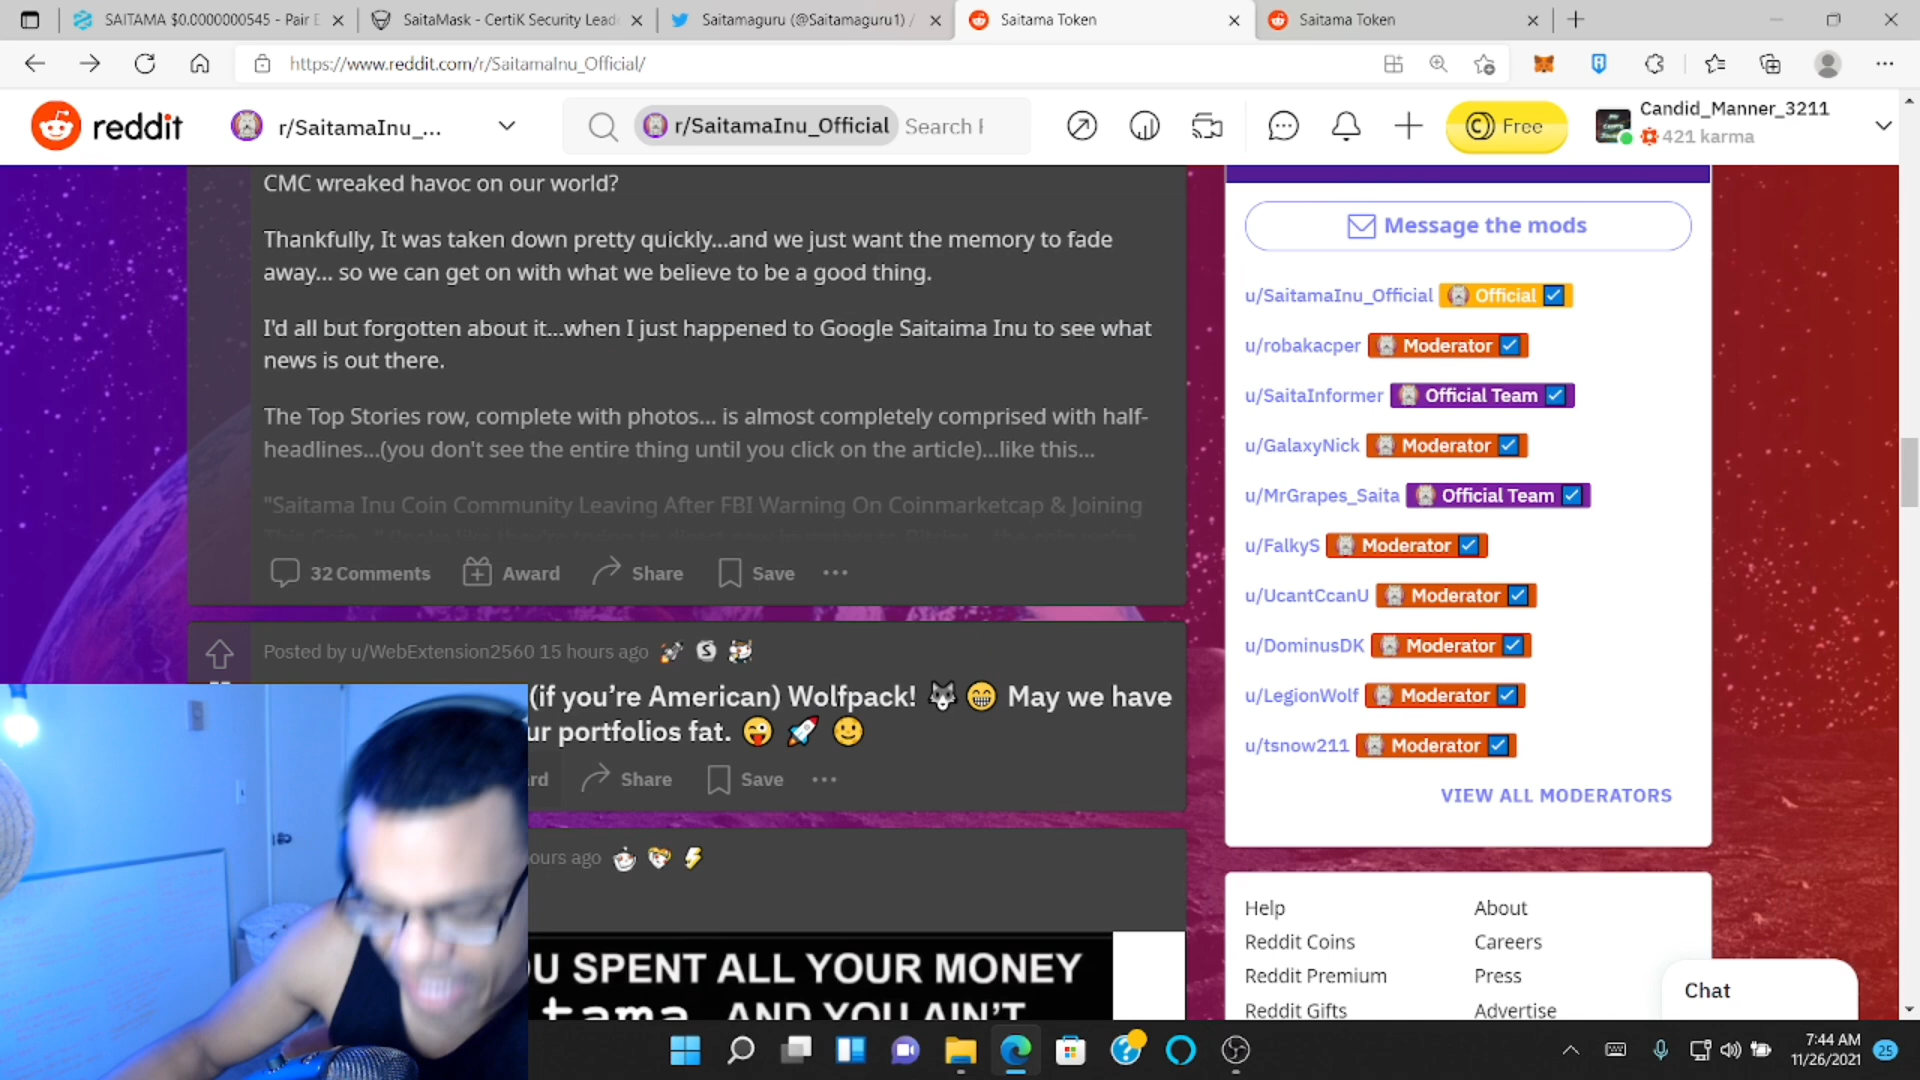 SAITAMA $0.0000000545 - Pair E
SaitaMask - CertiK Security Lead
Saitamaguru (@Saitamaguru1) /
Saitama Token
Saitama Token
https://www.reddit.com/r/SaitamaInu_Official/
reddit
r/SaitamaInu_...
r/SaitamaInu_Official
Search
Free
Candid_Manner_3211
421 karma
CMC wreaked havoc on our world?
Thankfully, It was taken down pretty quickly...and we just want the memory to fade
away... so we can get on with what we believe to be a good thing.
I'd all but forgotten about it...when I just happened to Google Saitaima Inu to see what
news is out there.
The Top Stories row, complete with photos... is almost completely comprised with half-
headlines...(you don't see the entire thing until you click on the article)...like this...
"Saitama Inu Coin Community Leaving After FBI Warning On Coinmarketcap & Joining
32 Comments
Award
Share
Save
Posted by u/WebExtension2560 15 hours ago
(if you're American) Wolfpack! 🐺 😁 May we have
ur portfolios fat. 😜 🚀 🙂
rd
Share
Save
ours ago
U SPENT ALL YOUR MONEY
tama AND YOU AIN'T
Message the mods
u/SaitamaInu_Official Official
u/robakacper Moderator
u/SaitaInformer Official Team
u/GalaxyNick Moderator
u/MrGrapes_Saita Official Team
u/FalkyS Moderator
u/UcantCcanU Moderator
u/DominusDK Moderator
u/LegionWolf Moderator
u/tsnow211 Moderator
VIEW ALL MODERATORS
Help
About
Reddit Coins
Careers
Reddit Premium
Press
Reddit Gifts
Advertise
Chat
7:44 AM
11/26/2021
25